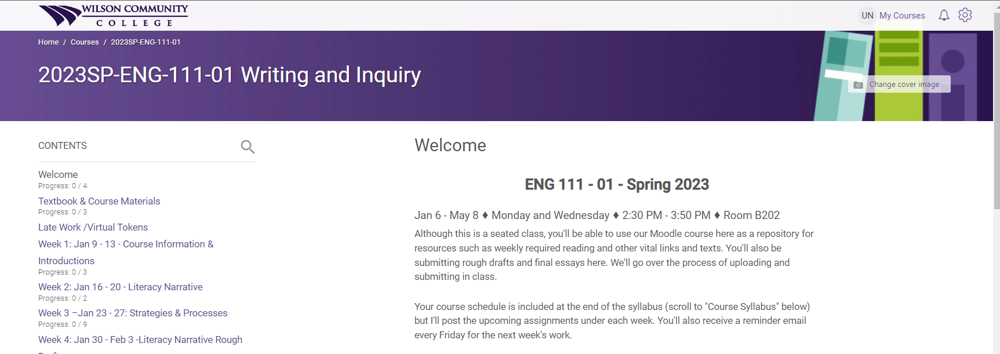 WILSON COMMUNITY
COLLEGE
UN My Courses
Home / Courses / 2023SP-ENG-111-01
2023SP-ENG-111-01 Writing and Inquiry
Change cover image
CONTENTS
Welcome
Progress: 0 / 4
Textbook & Course Materials
Progress: 0 / 3
Late Work /Virtual Tokens
Week 1: Jan 9 - 13 - Course Information &
Introductions
Progress: 0 / 3
Week 2: Jan 16 - 20 - Literacy Narrative
Progress: 0 / 2
Week 3 –Jan 23 - 27: Strategies & Processes
Progress: 0 / 9
Week 4: Jan 30 - Feb 3 -Literacy Narrative Rough
Welcome
ENG 111 - 01 - Spring 2023
Jan 6 - May 8 ♦ Monday and Wednesday ♦ 2:30 PM - 3:50 PM ♦ Room B202
Although this is a seated class, you'll be able to use our Moodle course here as a repository for
resources such as weekly required reading and other vital links and texts. You'll also be
submitting rough drafts and final essays here. We'll go over the process of uploading and
submitting in class.
Your course schedule is included at the end of the syllabus (scroll to "Course Syllabus" below)
but I'll post the upcoming assignments under each week. You'll also receive a reminder email
every Friday for the next week's work.